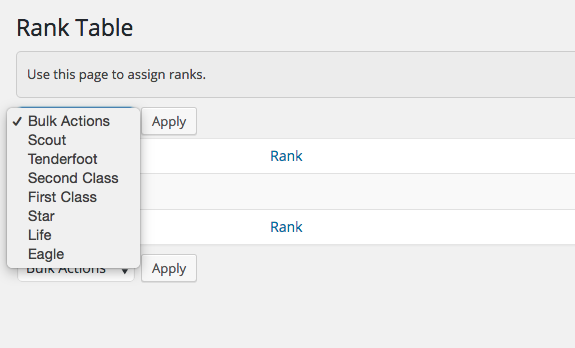 Rank Table
Use this page to assign ranks.
✓ Bulk Actions
Scout
Tenderfoot
Second Class
First Class
Star
Life
Eagle
Apply
Rank
Rank
Bulk Actions
Apply